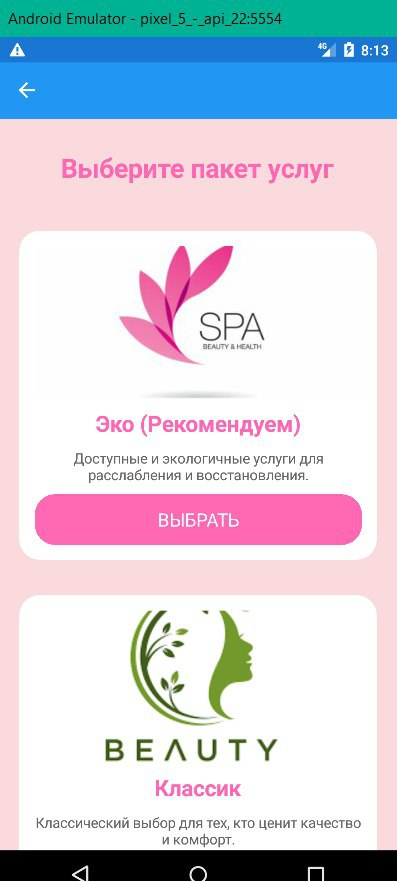 Android Emulator - pixel_5_-_api_22:5554
4G 8:13
Выберите пакет услуг
SPA
BEAUTY & HEALTH
Эко (Рекомендуем)
Доступные и экологичные услуги для
расслабления и восстановления.
ВЫБРАТЬ
BEAUTY
Классик
Классический выбор для тех, кто ценит качество
и комфорт.